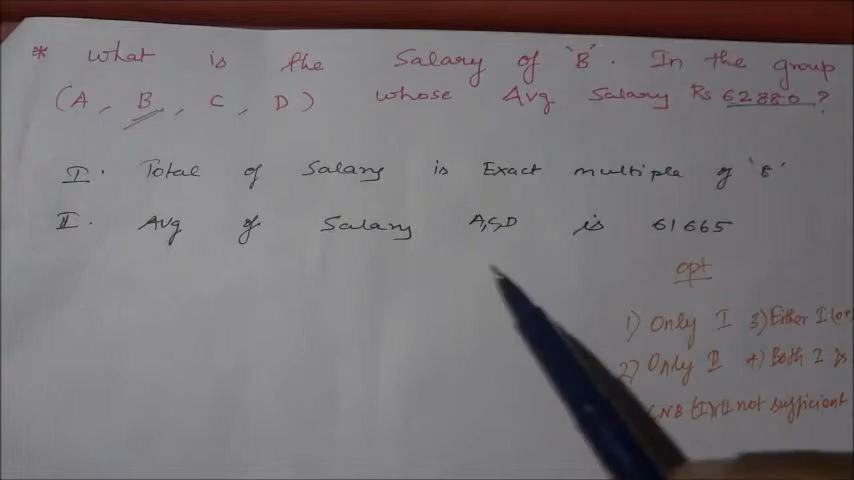 * What is the Salary of 'B'. In the group
(A, B, C, D) whose Avg Salary Rs 62880 ?
I. Total of Salary is Exact multiple of '8'
II. Avg of Salary A,C,D is 61665
opt
1) Only I 3) Either I (or
2) Only II 4) Both I &
(I) II not sufficient